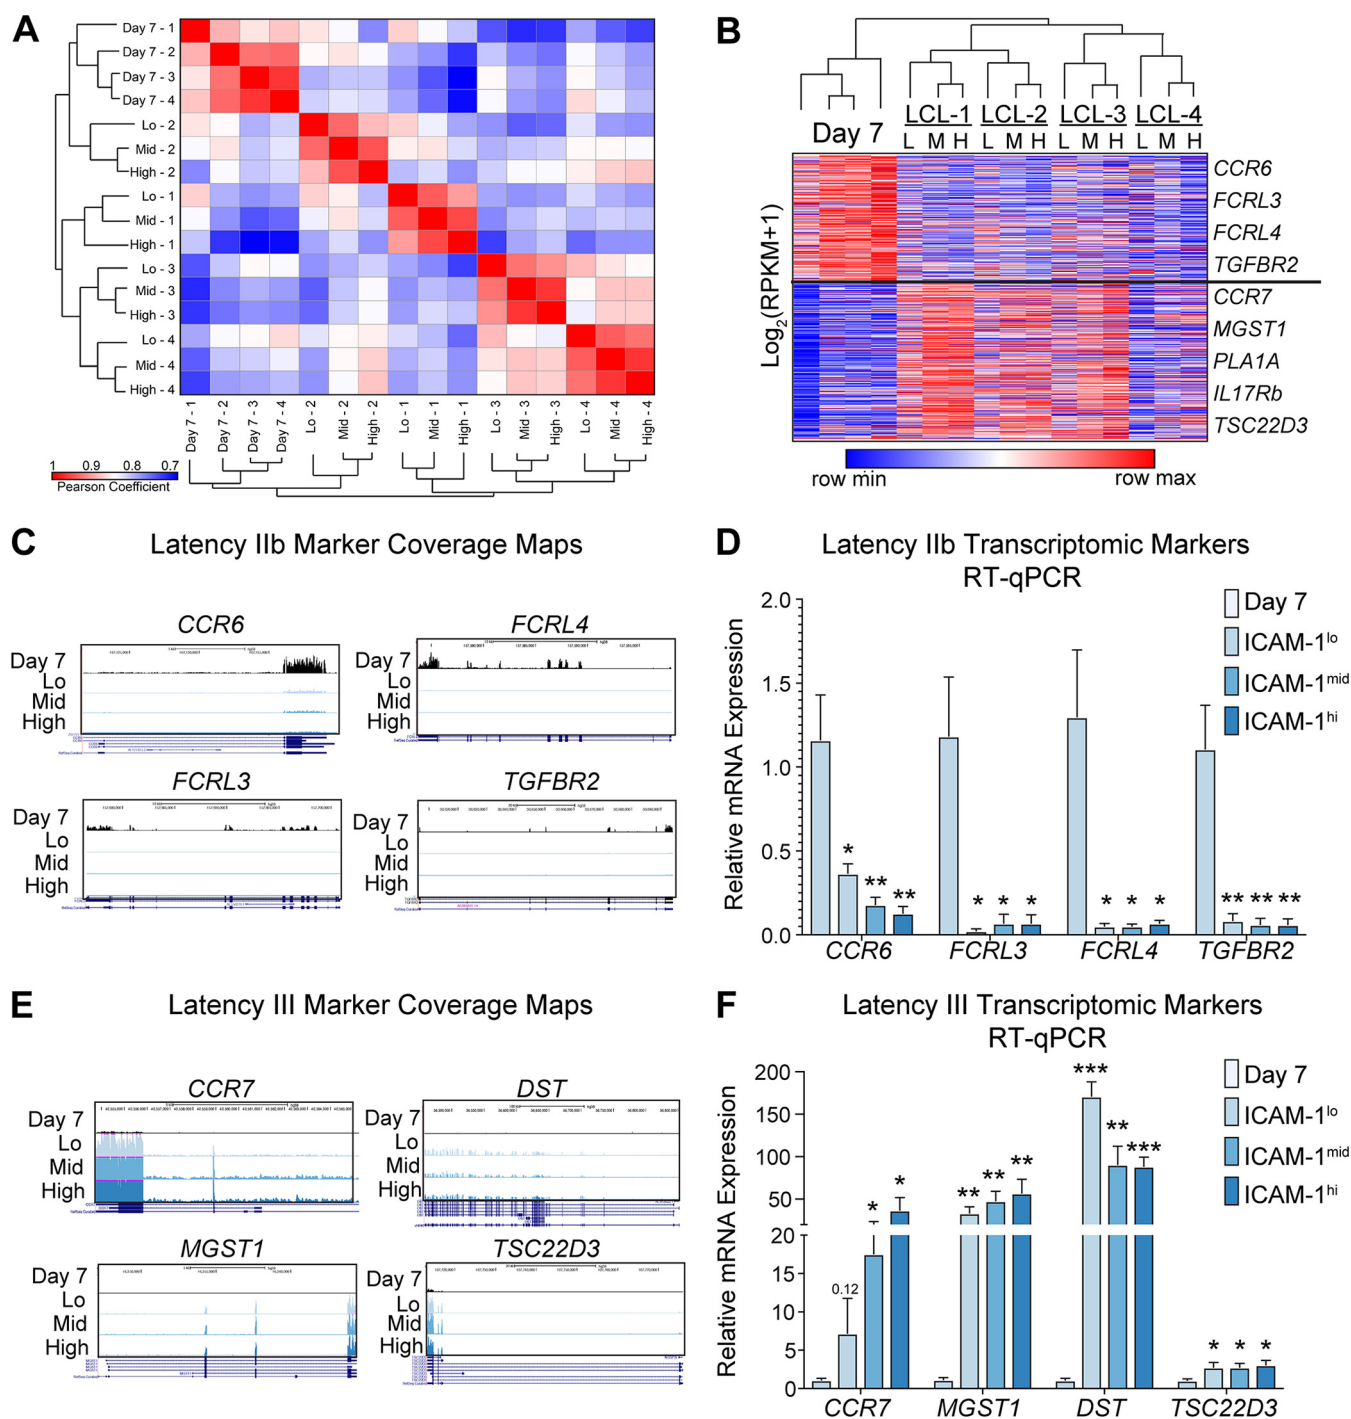 A
Day 7 - 1
Day 7 - 2
Day 7 - 3
Day 7 - 4
Lo - 2
Mid - 2
High - 2
Lo - 1
Mid - 1
High - 1
Lo - 3
Mid - 3
High - 3
Lo - 4
Mid - 4
High - 4
Day 7 - 1
Day 7 - 2
Day 7 - 3
Day 7 - 4
Lo - 2
Mid - 2
High - 2
Lo - 1
Mid - 1
High - 1
Lo - 3
Mid - 3
High - 3
Lo - 4
Mid - 4
High - 4
1 0.9 0.8 0.7
Pearson Coefficient
B
Day 7
LCL-1 LCL-2 LCL-3 LCL-4
L M H L M H L M H L M H
Log2(RPKM+1)
CCR6
FCRL3
FCRL4
TGFBR2
CCR7
MGST1
PLA1A
IL17Rb
TSC22D3
row min row max
C
Latency IIb Marker Coverage Maps
CCR6
Day 7
Lo
Mid
High
FCRL4
Day 7
Lo
Mid
High
FCRL3
Day 7
Lo
Mid
High
TGFBR2
Day 7
Lo
Mid
High
D
Latency IIb Transcriptomic Markers
RT-qPCR
Relative mRNA Expression
2.0
1.5
1.0
0.5
0.0
Day 7
ICAM-1lo
ICAM-1mid
ICAM-1hi
* ** **
* * *
* * *
** ** **
CCR6 FCRL3 FCRL4 TGFBR2
E
Latency III Marker Coverage Maps
CCR7
Day 7
Lo
Mid
High
DST
Day 7
Lo
Mid
High
MGST1
Day 7
Lo
Mid
High
TSC22D3
Day 7
Lo
Mid
High
F
Latency III Transcriptomic Markers
RT-qPCR
Relative mRNA Expression
200
150
100
50
20
15
10
5
0
Day 7
ICAM-1lo
ICAM-1mid
ICAM-1hi
0.12 * *
** ** **
*** ** ***
* * *
CCR7 MGST1 DST TSC22D3